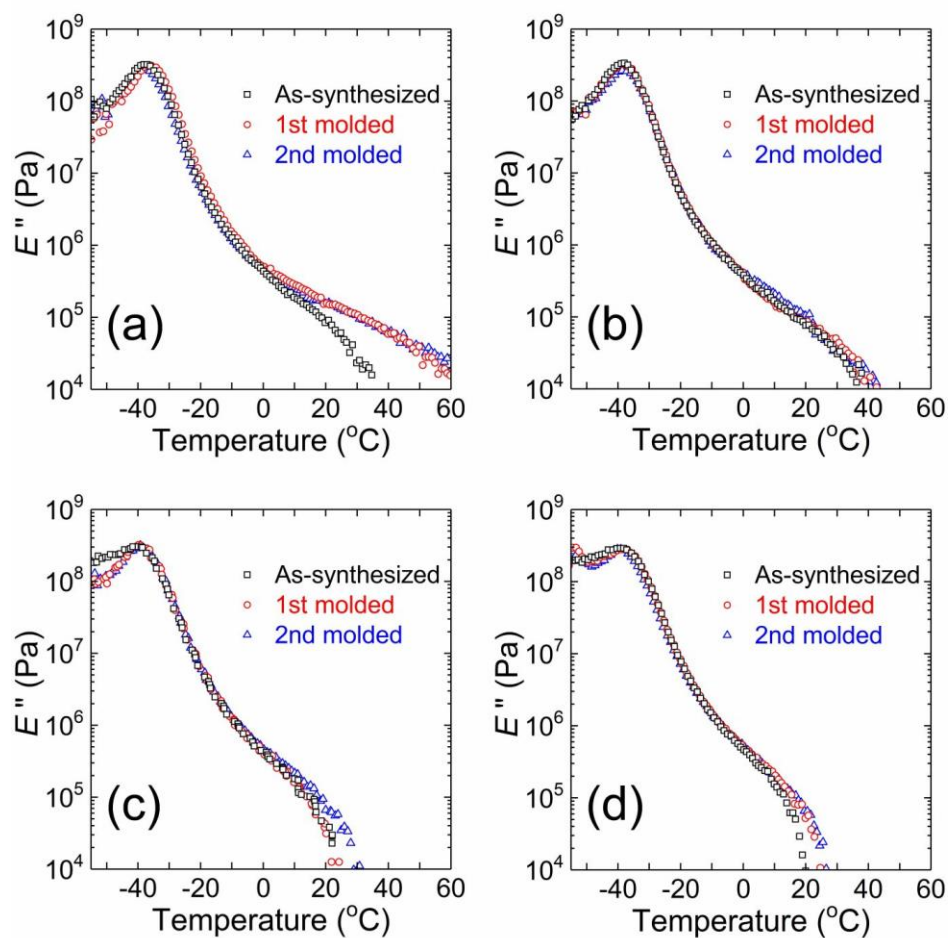 10^9
10^8
10^7
10^6
10^5
10^4
E" (Pa)
As-synthesized
1st molded
2nd molded
(a)
-40 -20 0 20 40 60
Temperature (°C)
10^9
10^8
10^7
10^6
10^5
10^4
E" (Pa)
As-synthesized
1st molded
2nd molded
(b)
-40 -20 0 20 40 60
Temperature (°C)
10^9
10^8
10^7
10^6
10^5
10^4
E" (Pa)
As-synthesized
1st molded
2nd molded
(c)
-40 -20 0 20 40 60
Temperature (°C)
10^9
10^8
10^7
10^6
10^5
10^4
E" (Pa)
As-synthesized
1st molded
2nd molded
(d)
-40 -20 0 20 40 60
Temperature (°C)